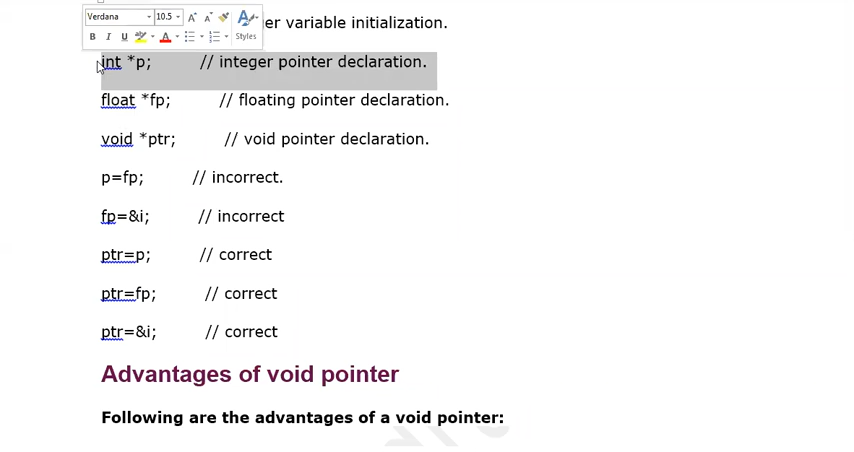 Verdana 10.5 A A
B I U ab A Styles
ger variable initialization.
int *p; // integer pointer declaration.
float *fp; // floating pointer declaration.
void *ptr; // void pointer declaration.
p=fp; // incorrect.
fp=&i; // incorrect
ptr=p; // correct
ptr=fp; // correct
ptr=&i; // correct
Advantages of void pointer
Following are the advantages of a void pointer: